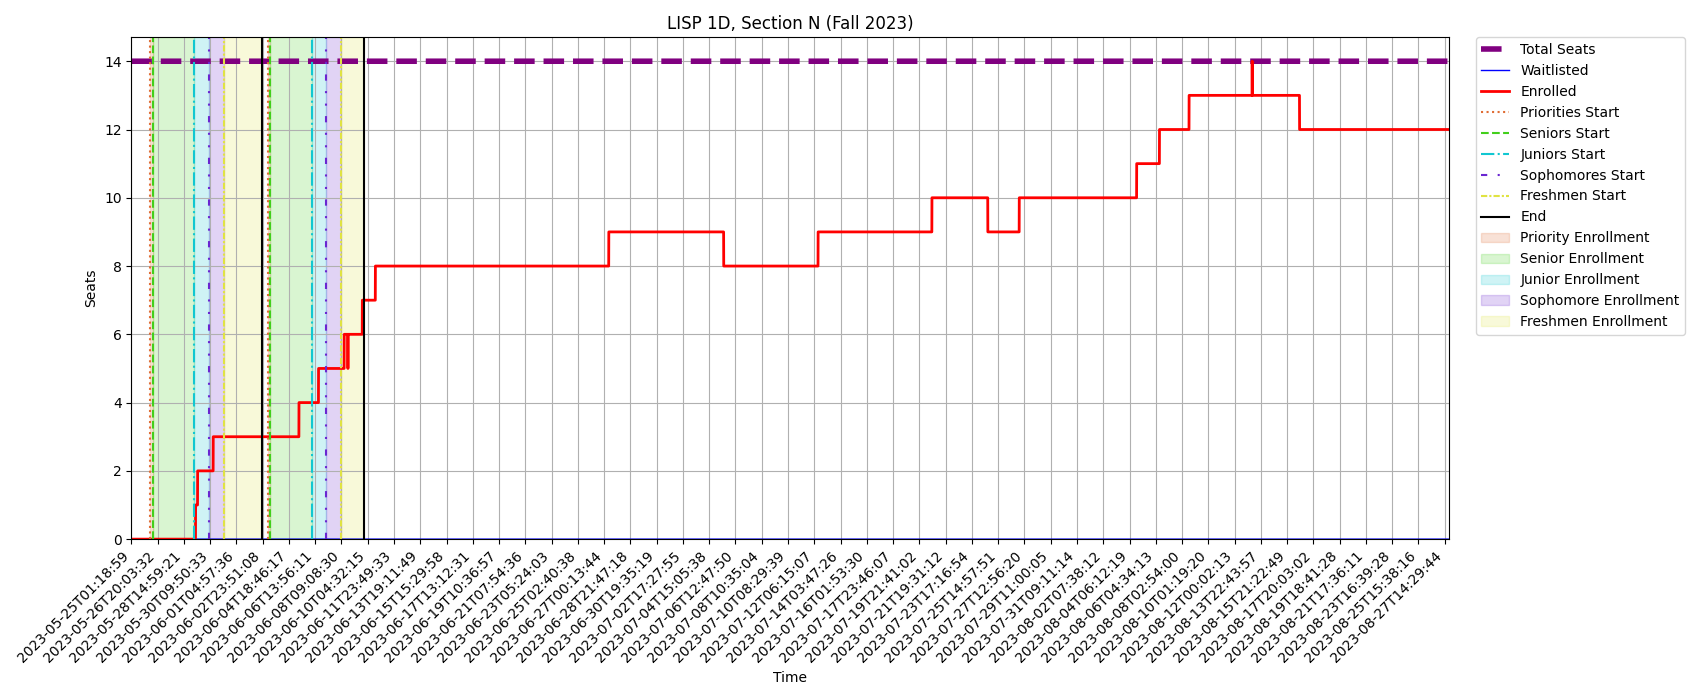 LISP 1D, Section N (Fall 2023)
Seats
14
12
10
8
6
4
2
0
2023-05-25T01:18:59
2023-05-26T20:03:32
2023-05-28T14:59:21
2023-05-30T09:50:33
2023-06-01T04:57:36
2023-06-02T23:51:08
2023-06-04T18:46:17
2023-06-06T13:56:11
2023-06-08T09:08:30
2023-06-10T04:32:15
2023-06-11T23:49:33
2023-06-13T19:11:49
2023-06-15T15:29:58
2023-06-17T13:12:31
2023-06-19T10:36:57
2023-06-21T07:54:36
2023-06-23T05:24:03
2023-06-25T02:40:38
2023-06-27T00:13:44
2023-06-28T21:47:18
2023-06-30T19:35:19
2023-07-02T17:27:55
2023-07-04T15:05:38
2023-07-06T12:47:50
2023-07-08T10:35:04
2023-07-10T08:29:39
2023-07-12T06:15:07
2023-07-14T03:47:26
2023-07-16T01:53:30
2023-07-17T23:46:07
2023-07-19T21:41:02
2023-07-21T19:31:12
2023-07-23T17:16:54
2023-07-25T14:57:51
2023-07-27T12:56:20
2023-07-29T11:00:05
2023-07-31T09:11:14
2023-08-02T07:38:12
2023-08-04T06:12:19
2023-08-06T04:34:13
2023-08-08T02:54:00
2023-08-10T01:19:20
2023-08-12T00:02:13
2023-08-13T22:43:57
2023-08-15T21:22:49
2023-08-17T20:03:02
2023-08-19T18:41:28
2023-08-21T17:36:11
2023-08-23T16:39:28
2023-08-25T15:38:16
2023-08-27T14:29:44
Time
Total Seats
Waitlisted
Enrolled
Priorities Start
Seniors Start
Juniors Start
Sophomores Start
Freshmen Start
End
Priority Enrollment
Senior Enrollment
Junior Enrollment
Sophomore Enrollment
Freshmen Enrollment